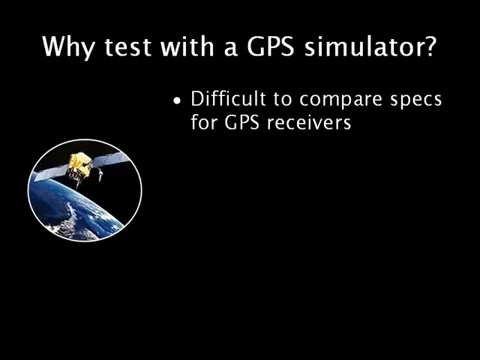 Why test with a GPS simulator?
• Difficult to compare specs
for GPS receivers